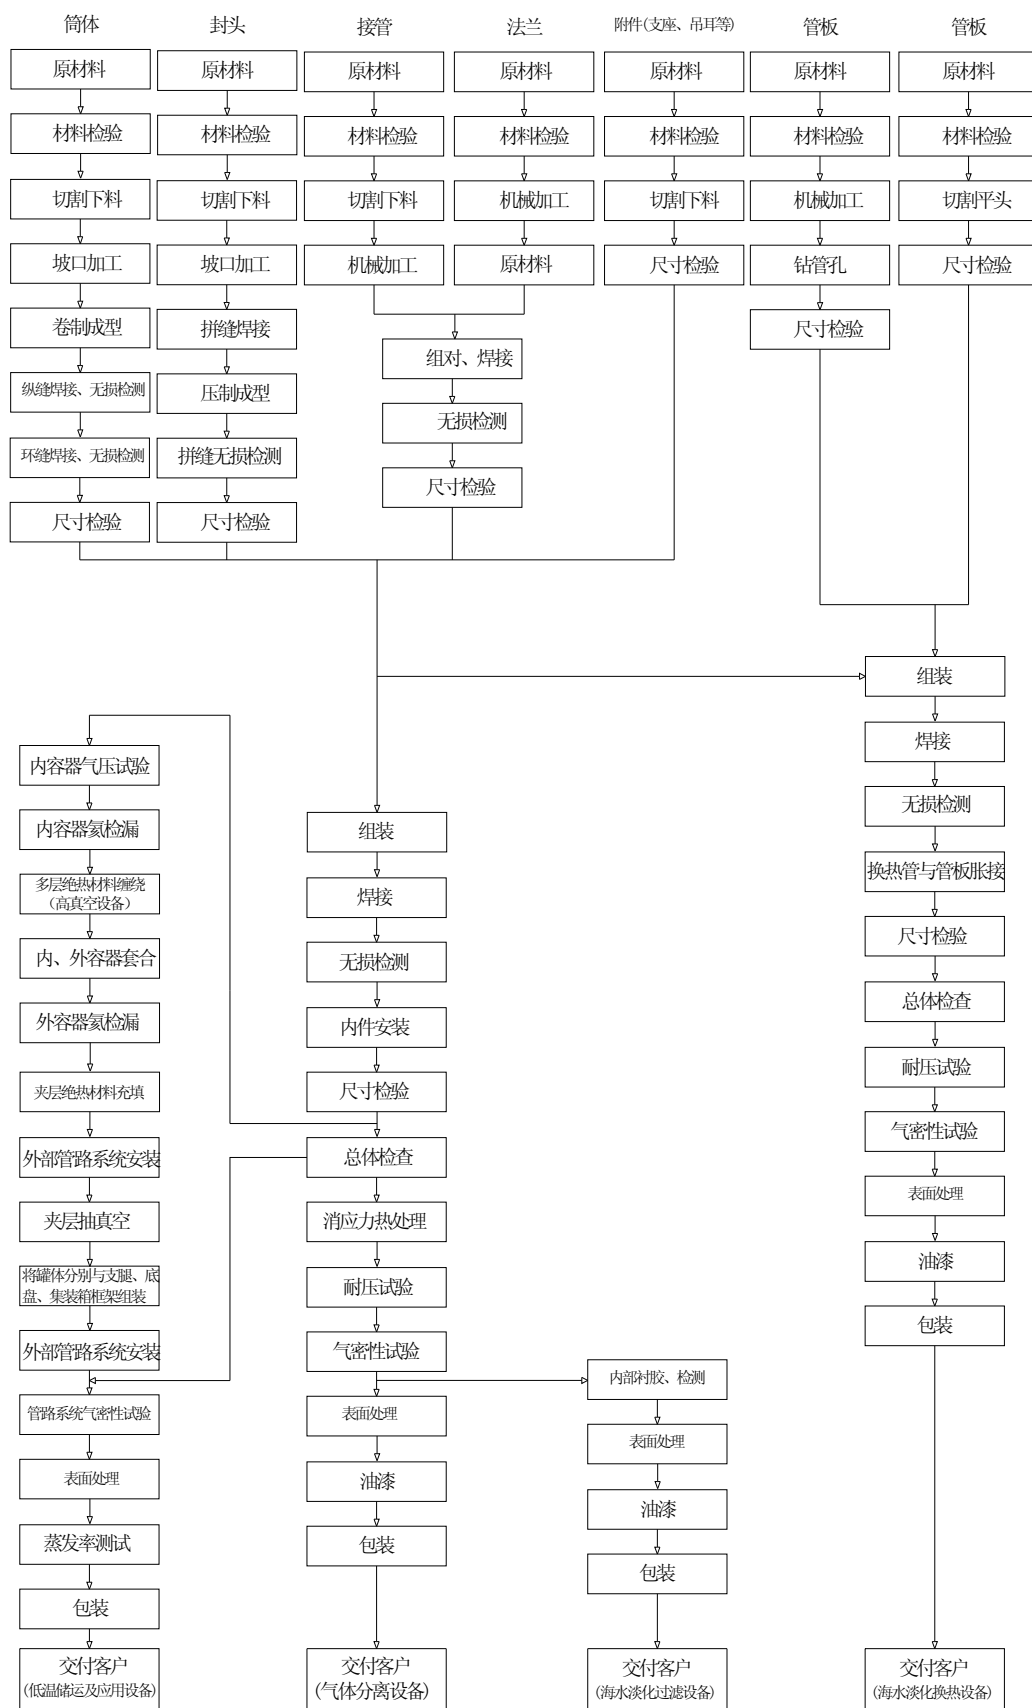 筒体
封头
接管
法兰
附件(支座、吊耳等)
管板
管板
原材料
原材料
原材料
原材料
原材料
原材料
原材料
材料检验
材料检验
材料检验
材料检验
材料检验
材料检验
材料检验
切割下料
切割下料
切割下料
机械加工
切割下料
机械加工
切割平头
坡口加工
坡口加工
机械加工
原材料
尺寸检验
钻管孔
尺寸检验
卷制成型
拼缝焊接
尺寸检验
组对、焊接
纵缝焊接、无损检测
压制成型
无损检测
环缝焊接、无损检测
拼缝无损检测
尺寸检验
尺寸检验
尺寸检验
组装
焊接
无损检测
换热管与管板胀接
尺寸检验
总体检查
耐压试验
气密性试验
表面处理
油漆
包装
交付客户
(海水淡化换热设备)
内容器气压试验
内容器氦检漏
多层绝热材料缠绕
(高真空设备)
内、外容器套合
外容器氦检漏
夹层绝热材料充填
外部管路系统安装
夹层抽真空
将罐体分别与支腿、底
盘、集装箱框架组装
外部管路系统安装
管路系统气密性试验
表面处理
蒸发率测试
包装
交付客户
(低温储运及应用设备)
组装
焊接
无损检测
内件安装
尺寸检验
总体检查
消应力热处理
耐压试验
气密性试验
表面处理
油漆
包装
交付客户
(气体分离设备)
内部衬胶、检测
表面处理
油漆
包装
交付客户
(海水淡化过滤设备)